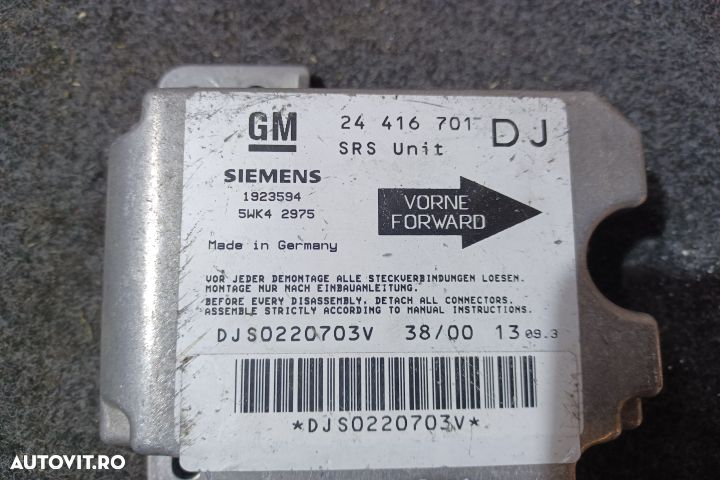 GM
24 416 701
DJ
SRS Unit
SIEMENS
1923594
5WK4 2975
VORNE
FORWARD
Made in Germany
VOR JEDER DEMONTAGE ALLE STECKVERBINDUNGEN LOESEN.
MONTAGE NUR NACH EINBAUANLEITUNG.
BEFORE EVERY DISASSEMBLY, DETACH ALL CONNECTORS.
ASSEMBLE STRICTLY ACCORDING TO MANUAL INSTRUCTIONS.
DJS0220703V 38/00 13 09.3
*DJS0220703V*
AUTOVIT.RO